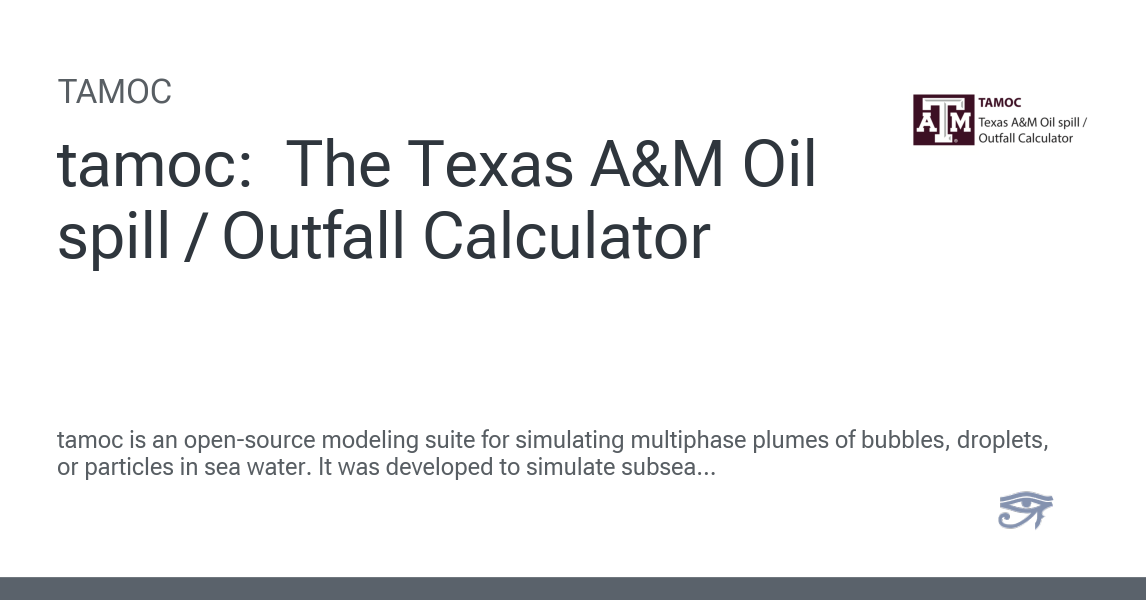 TAMOC
tamoc:  The Texas A&M Oil
spill / Outfall Calculator
ATM
TAMOC
Texas A&M Oil spill /
Outfall Calculator
tamoc is an open-source modeling suite for simulating multiphase plumes of bubbles, droplets,
or particles in sea water. It was developed to simulate subsea...